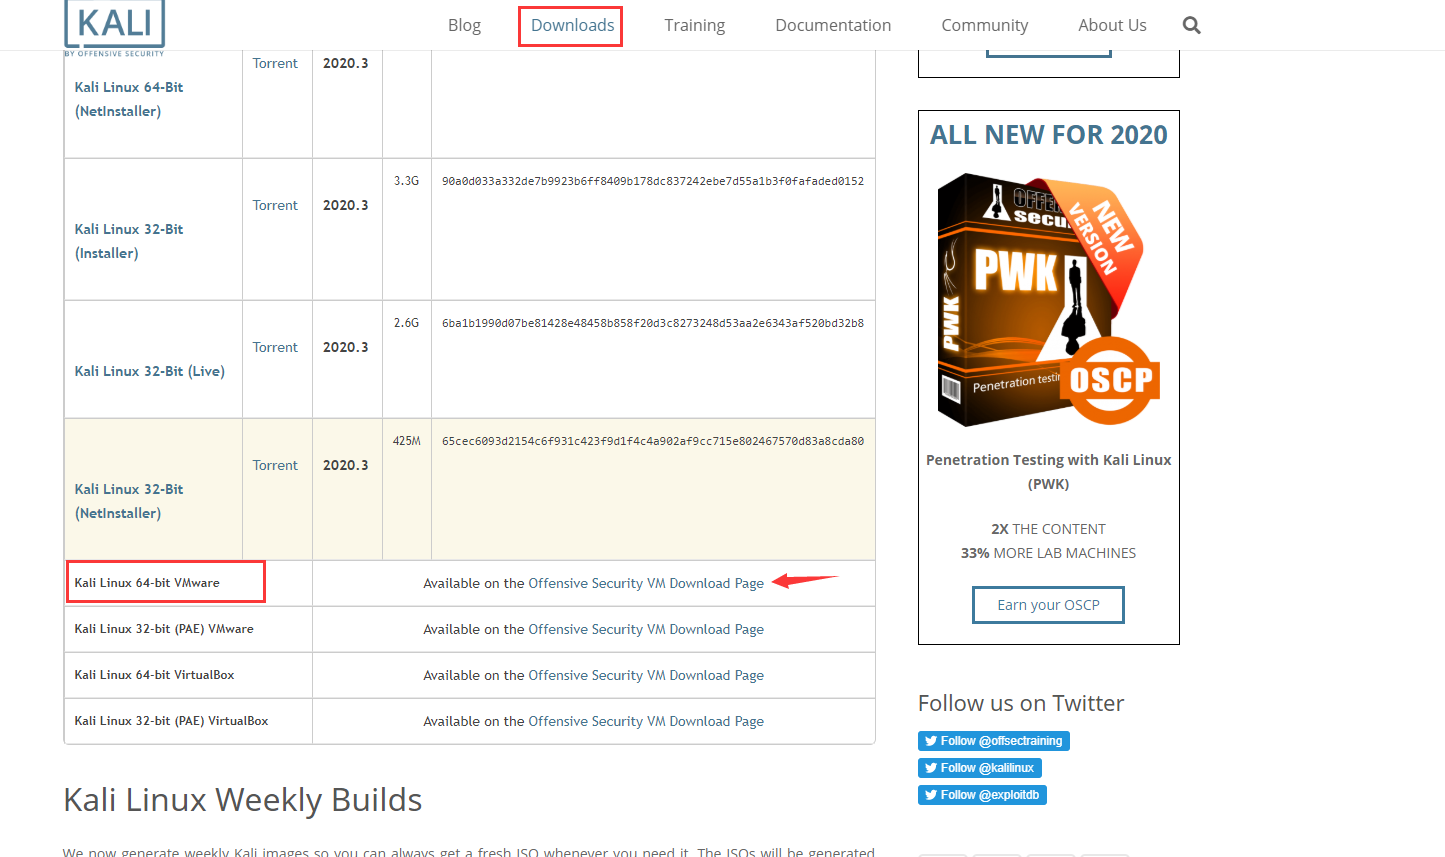 KALI
BY OFFENSIVE SECURITY
Blog
Downloads
Training
Documentation
Community
About Us
Kali Linux 64-Bit
(NetInstaller)
Torrent
2020.3
Kali Linux 32-Bit
(Installer)
Torrent
2020.3
3.3G
90a0d033a332de7b9923b6ff8409b178dc837242ebe7d55a1b3f0fafaded0152
Kali Linux 32-Bit (Live)
Torrent
2020.3
2.6G
6ba1b1990d07be81428e48458b858f20d3c8273248d53aa2e6343af520bd32b8
Kali Linux 32-Bit
(NetInstaller)
Torrent
2020.3
425M
65cec6093d2154c6f931c423f9d1f4c4a902af9cc715e802467570d83a8cda80
Kali Linux 64-bit VMware
Available on the Offensive Security VM Download Page
Kali Linux 32-bit (PAE) VMware
Available on the Offensive Security VM Download Page
Kali Linux 64-bit VirtualBox
Available on the Offensive Security VM Download Page
Kali Linux 32-bit (PAE) VirtualBox
Available on the Offensive Security VM Download Page
Kali Linux Weekly Builds
We now generate weekly Kali images so you can always get a fresh ISO whenever you need it. The ISOs will be generated
ALL NEW FOR 2020
OFFEN
secu
NEW
VERSION
PWK
PWK
Penetration testin
OSCP
Penetration Testing with Kali Linux
(PWK)
2X THE CONTENT
33% MORE LAB MACHINES
Earn your OSCP
Follow us on Twitter
Follow @offsectraining
Follow @kalilinux
Follow @exploitdb